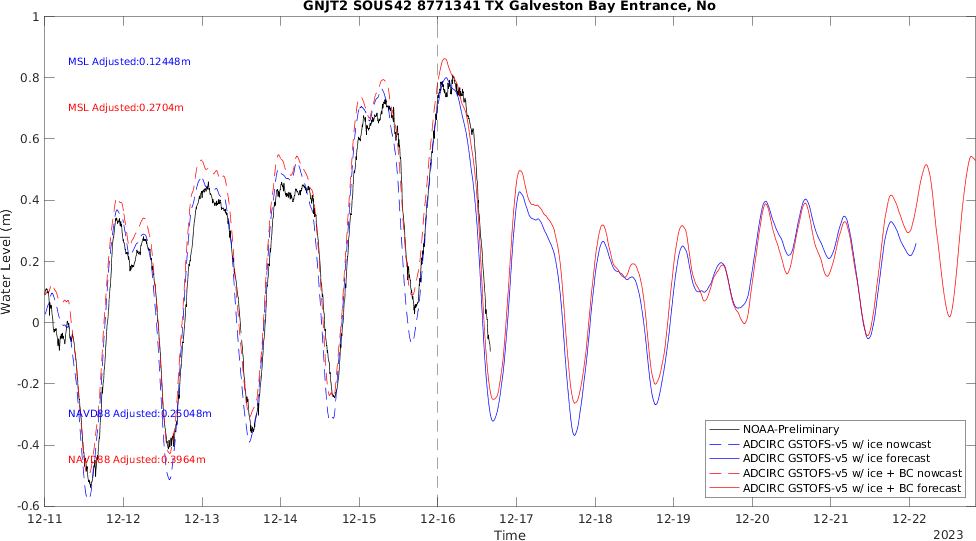 GNJT2 SOUS42 8771341 TX Galveston Bay Entrance, No
1
0.8
0.6
0.4
0.2
0
-0.2
-0.4
-0.6
Water Level (m)
MSL Adjusted:0.12448m
MSL Adjusted:0.2704m
NAVD88 Adjusted:0.25048m
NAVD88 Adjusted:0.3964m
NOAA-Preliminary
ADCIRC GSTOFS-v5 w/ ice nowcast
ADCIRC GSTOFS-v5 w/ ice forecast
ADCIRC GSTOFS-v5 w/ ice + BC nowcast
ADCIRC GSTOFS-v5 w/ ice + BC forecast
12-11 12-12 12-13 12-14 12-15 12-16 12-17 12-18 12-19 12-20 12-21 12-22
Time
2023